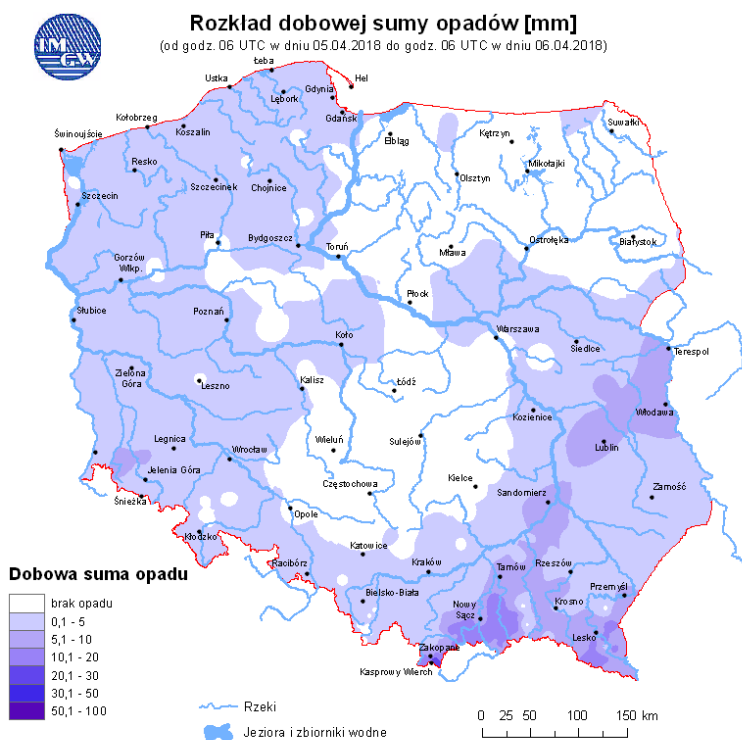 Rozkład dobowej sumy opadów [mm]
(od godz. 06 UTC w dniu 05.04.2018 do godz. 06 UTC w dniu 06.04.2018)
IM
GW
Łeba
Ustka
Hel
Gdynia
Lębork
Gdańsk
Kołobrzeg
Koszalin
Suwałki
Świnoujście
Elbląg
Kętrzyn
Resko
Mikołajki
Szczecinek
Chojnice
Olsztyn
Szczecin
Piła
Bydgoszcz
Ostrołęka
Białystok
Toruń
Mława
Gorzów
Wlkp.
Płock
Słubice
Poznań
Koło
Warszawa
Siedlce
Terespol
Zielona
Góra
Leszno
Kalisz
Łódź
Kozienice
Włodawa
Legnica
Wrocław
Wieluń
Sulejów
Lublin
Jelenia Góra
Częstochowa
Kielce
Sandomierz
Zamość
Śnieżka
Opole
Kłodzko
Katowice
Racibórz
Kraków
Tarnów
Rzeszów
Przemyśl
Bielsko-Biała
Nowy
Sącz
Krosno
Lesko
Zakopane
Kasprowy Wierch
Dobowa suma opadu
brak opadu
0,1 - 5
5,1 - 10
10,1 - 20
20,1 - 30
30,1 - 50
50,1 - 100
Rzeki
Jeziora i zbiorniki wodne
0 25 50 100 150 km